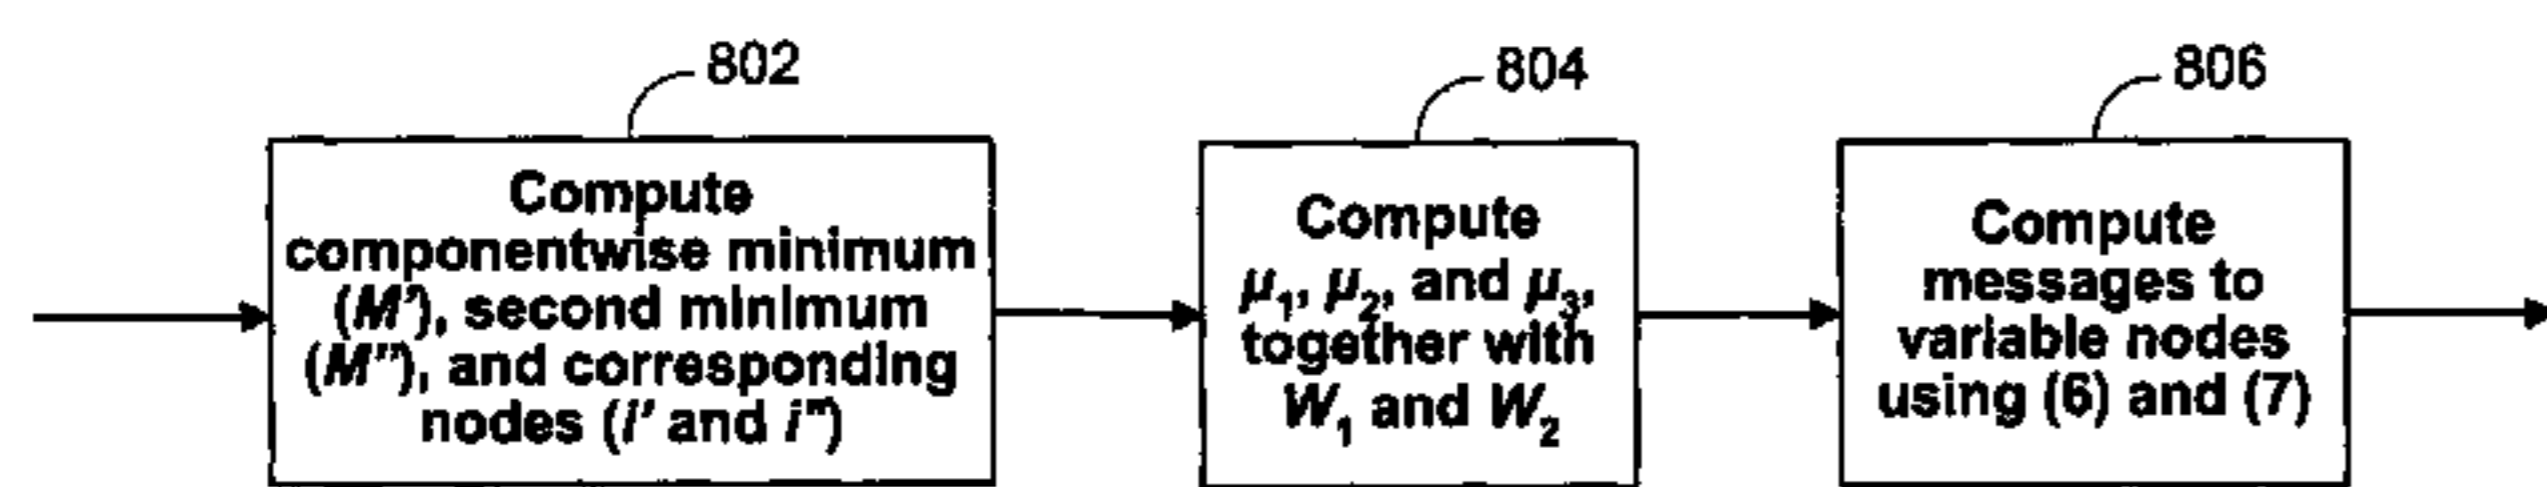 802
804
806
Compute
componentwise minimum
(M'), second minimum
(M''), and corresponding
nodes (i' and i'')
Compute
μ₁, μ₂, and μ₃,
together with
W₁ and W₂
Compute
messages to
variable nodes
using (6) and (7)